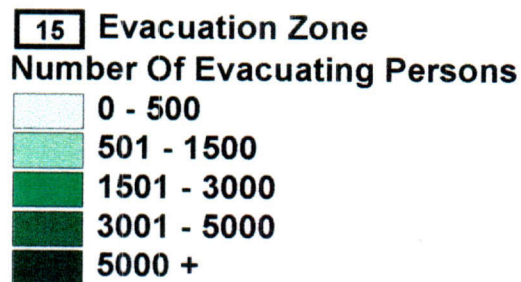 15 Evacuation Zone
Number Of Evacuating Persons
0 - 500
501 - 1500
1501 - 3000
3001 - 5000
5000 +